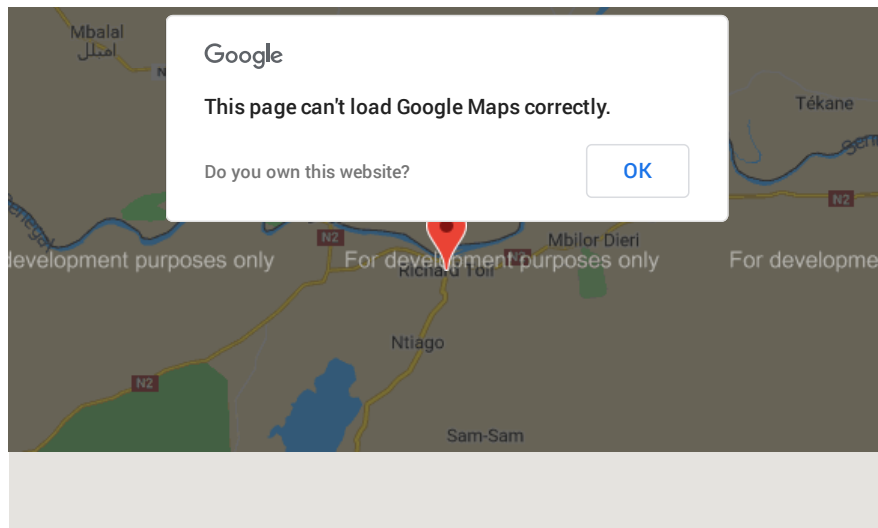 Mbalal
امبلل
N
Google
This page can't load Google Maps correctly.
Do you own this website?
OK
Tékane
N2
Senegal
N2
Mbilor Dieri
development purposes only
For development purposes only
For developme
Richard Toll
Ntiago
N2
Sam-Sam